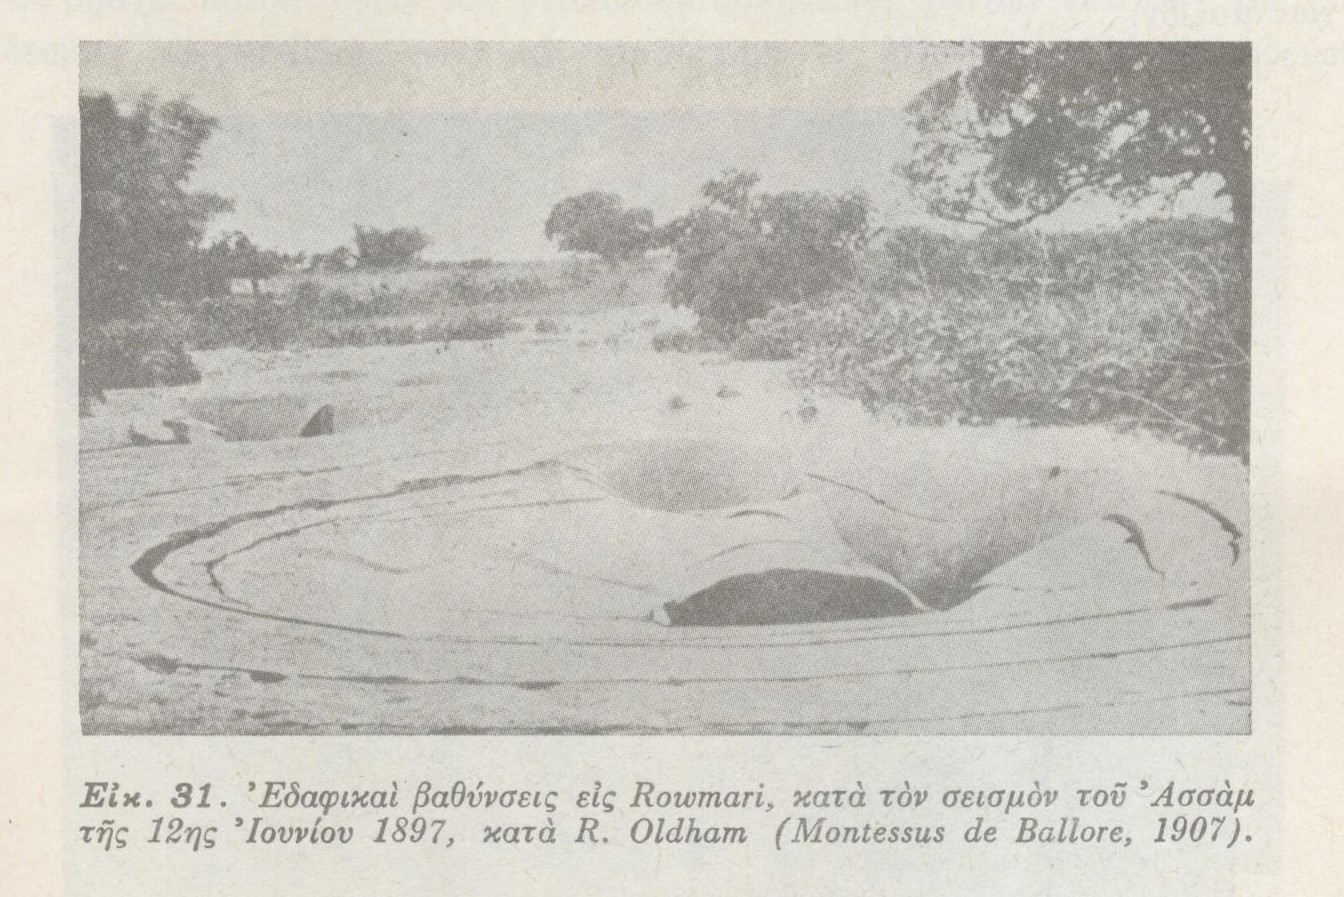 Εἰκ. 31. Ἐδαφικαὶ βαθύνσεις εἰς Rowmari, κατὰ τὸν σεισμὸν τοῦ Ἀσσὰμ
τῆς 12ης Ἰουνίου 1897, κατὰ R. Oldham (Montessus de Ballore, 1907).